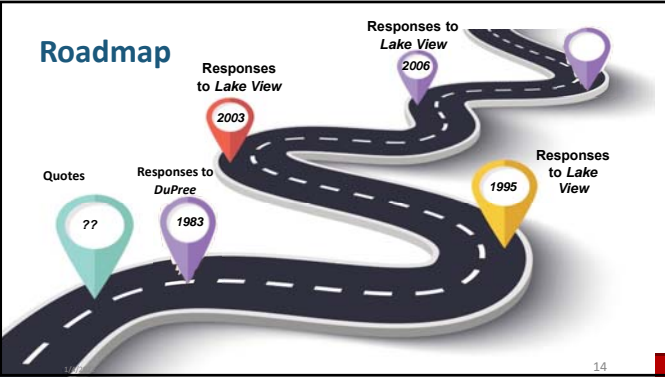 Roadmap
Responses to
Lake View
2006
Responses
to Lake View
2003
Responses
to Lake
View
1995
Quotes
??
Responses to
DuPree
1983
14